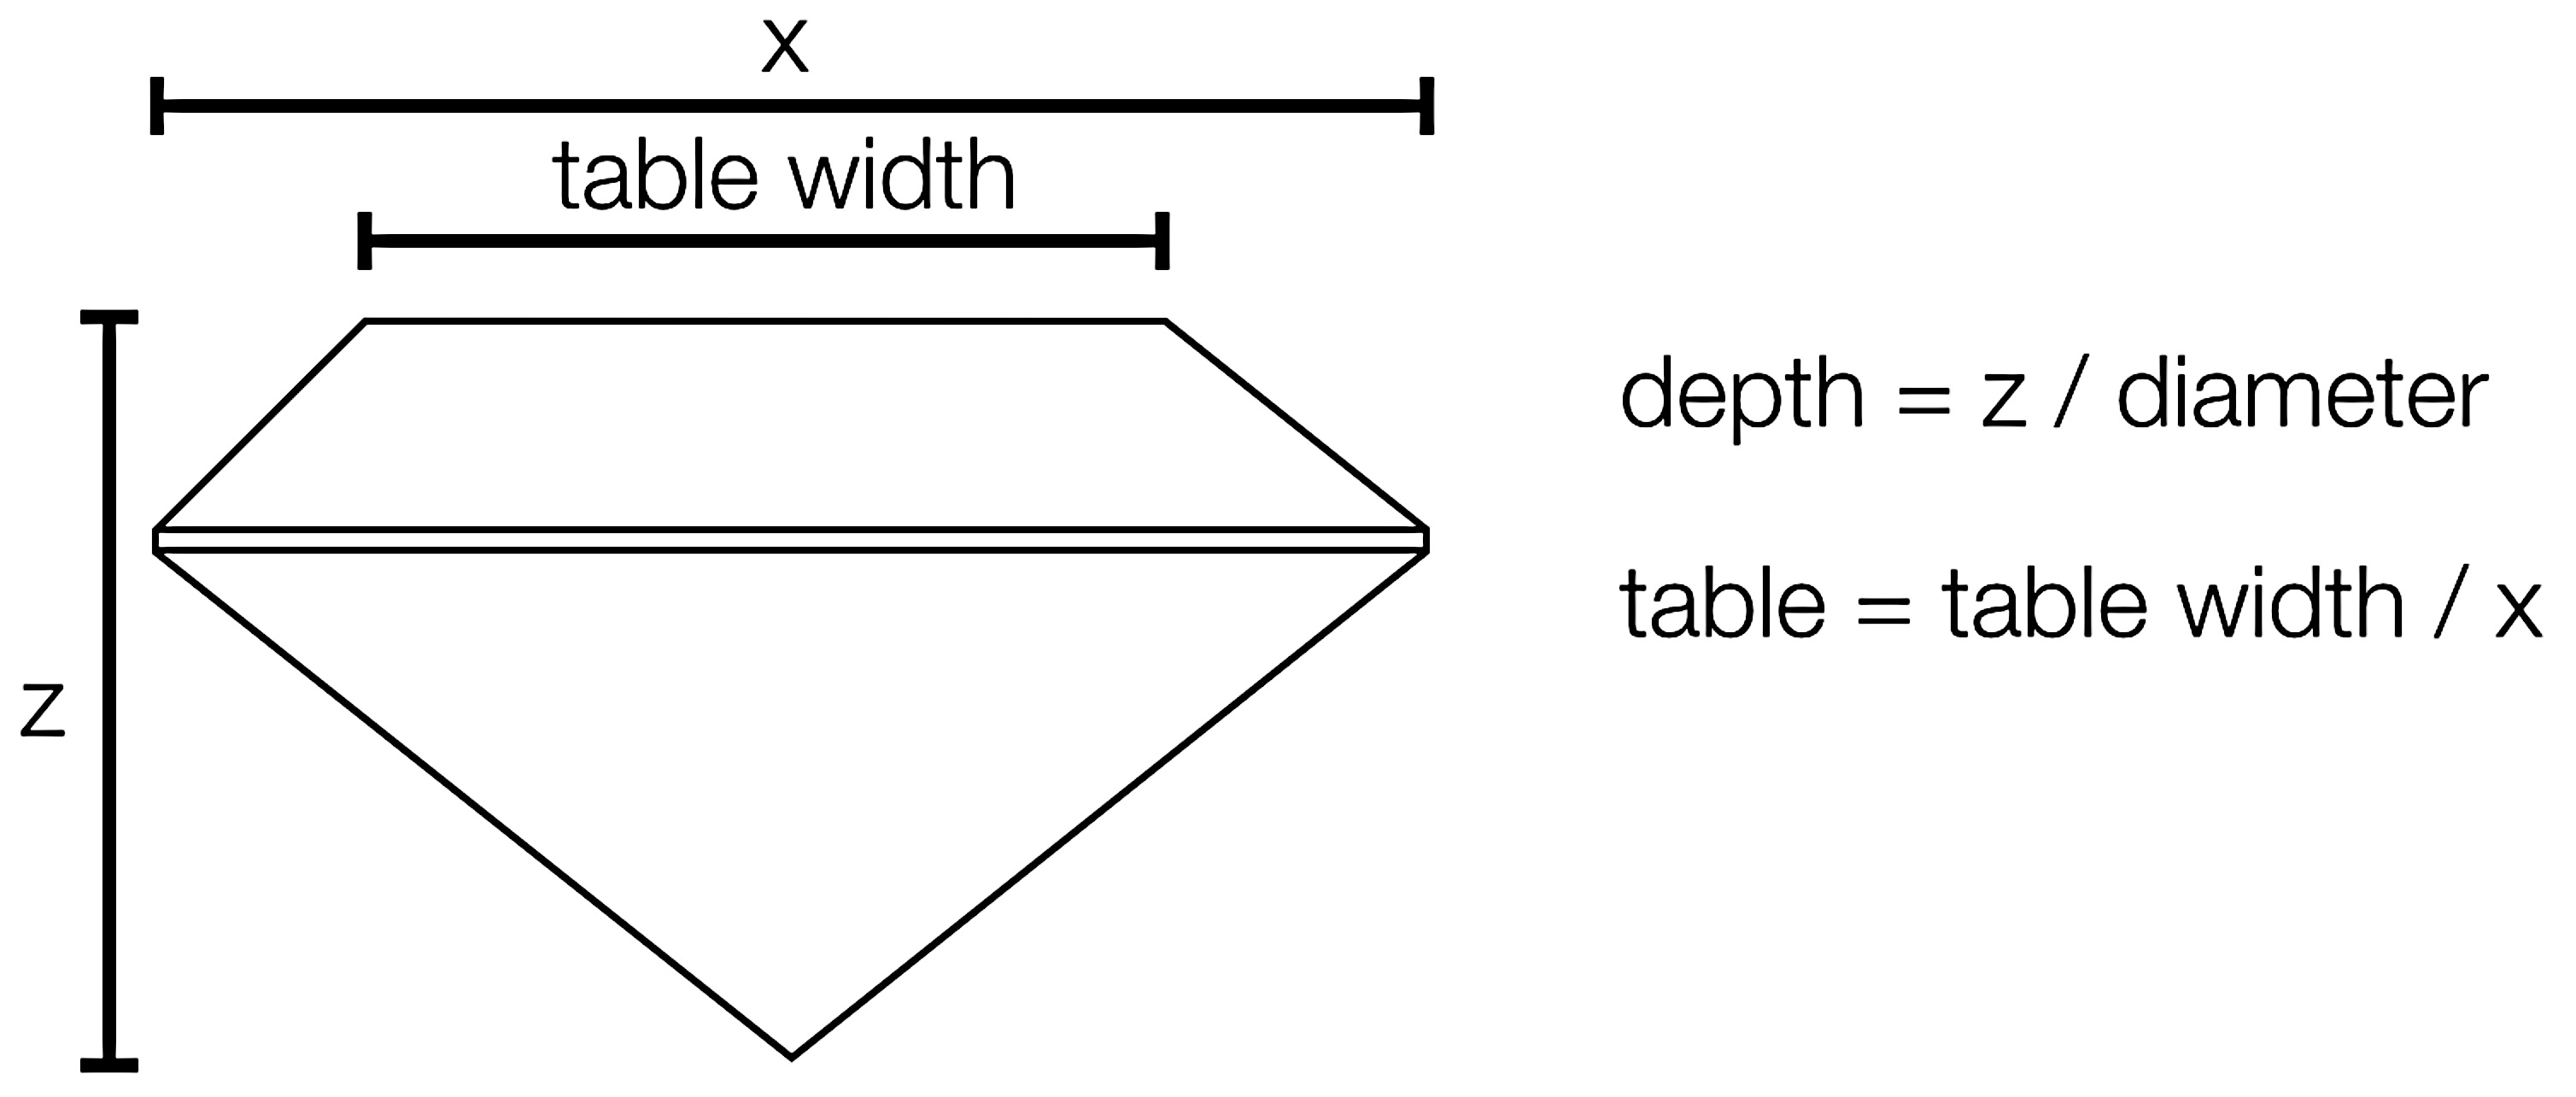 x
table width
depth = z / diameter
table = table width / x
z